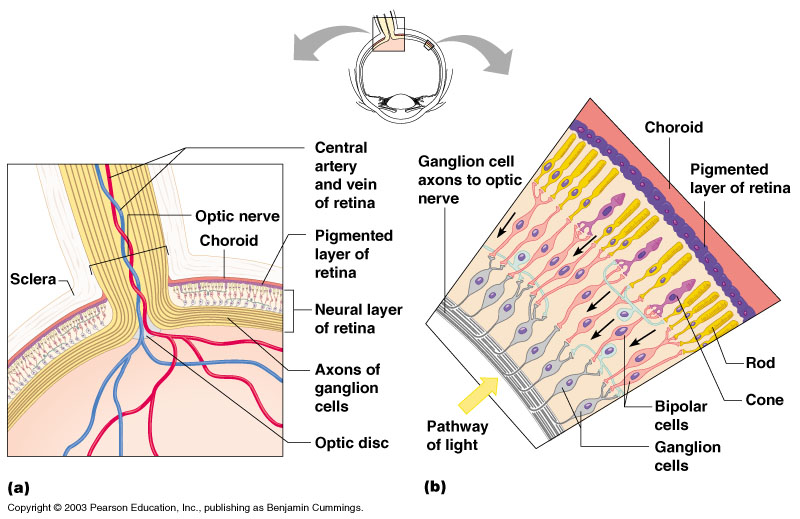 Central
artery
and vein
of retina
Optic nerve
Choroid
Sclera
Pigmented
layer of
retina
Neural layer
of retina
Axons of
ganglion
cells
Optic disc
(a)
Choroid
Ganglion cell
axons to optic
nerve
Pigmented
layer of retina
Rod
Cone
Bipolar
cells
Ganglion
cells
Pathway
of light
(b)
Copyright © 2003 Pearson Education, Inc., publishing as Benjamin Cummings.